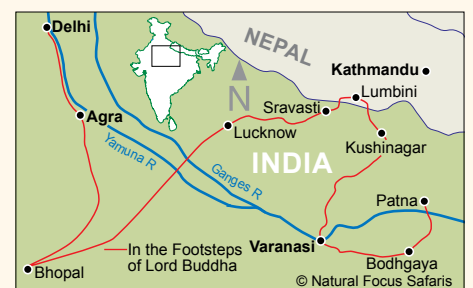 Delhi
NEPAL
Kathmandu
Lumbini
N
Sravasti
Agra
Lucknow
Kushinagar
INDIA
Yamuna R
Ganges R
Patna
In the Footsteps
of Lord Buddha
Varanasi
Bhopal
Bodhgaya
© Natural Focus Safaris